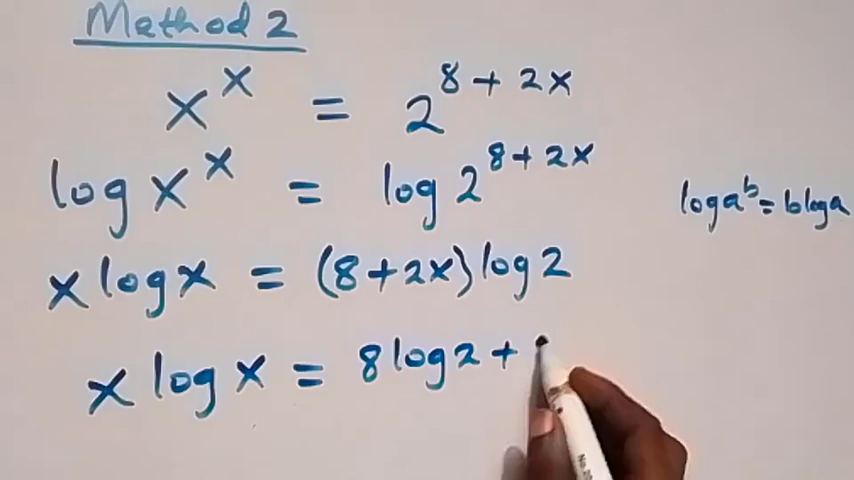 Method 2
x^x = 2^{8 + 2x}
log x^x = log 2^{8 + 2x}
log a^b = b log a
x log x = (8 + 2x) log 2
x log x = 8 log 2 +